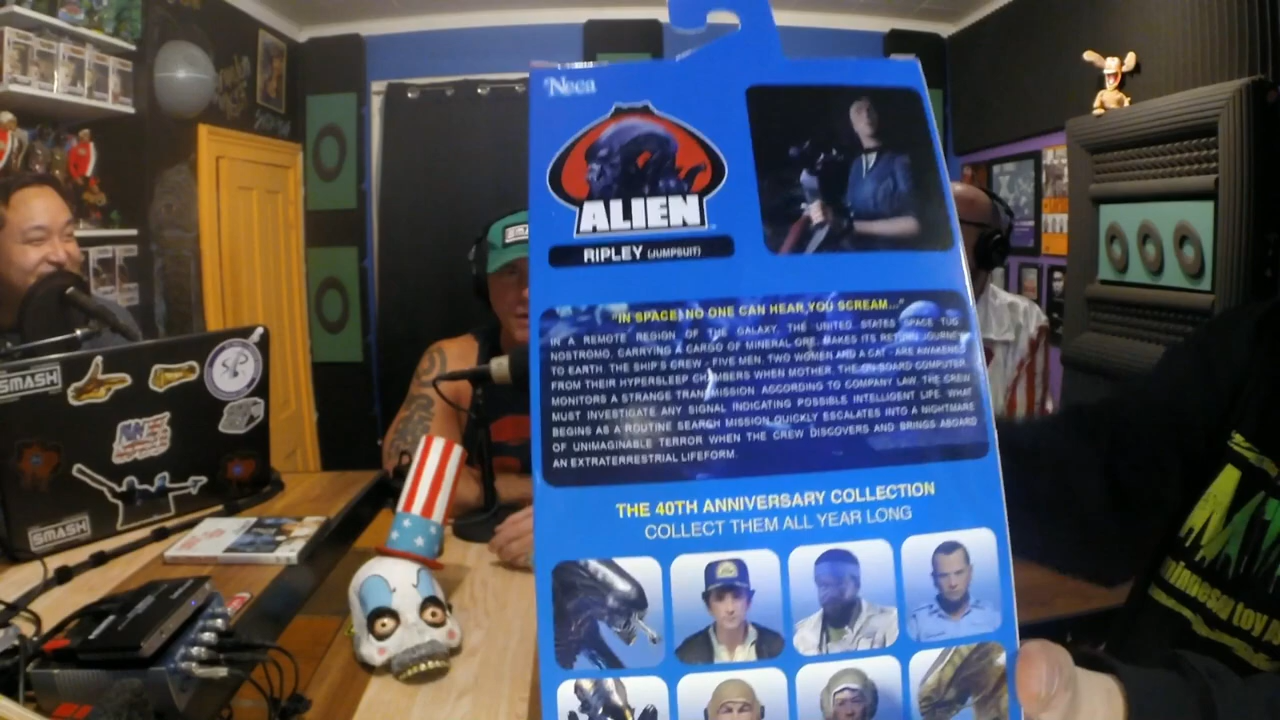 Neca
ALIEN
RIPLEY (JUMPSUIT)
"IN SPACE, NO ONE CAN HEAR YOU SCREAM..."
IN A REMOTE REGION OF THE GALAXY, THE UNITED STATES SPACE TUG
NOSTROMO, CARRYING A CARGO OF MINERAL ORE, MAKES ITS RETURN JOURNEY
TO EARTH. THE SHIP'S CREW - FIVE MEN, TWO WOMEN AND A CAT - ARE AWAKENED
FROM THEIR HYPERSLEEP CHAMBERS WHEN MOTHER, THE ON-BOARD COMPUTER
MONITORS A STRANGE TRANSMISSION. ACCORDING TO COMPANY LAW, THE CREW
MUST INVESTIGATE ANY SIGNAL INDICATING POSSIBLE INTELLIGENT LIFE. WHAT
BEGINS AS A ROUTINE SEARCH MISSION QUICKLY ESCALATES INTO A NIGHTMARE
OF UNIMAGINABLE TERROR WHEN THE CREW DISCOVERS AND BRINGS ABOARD
AN EXTRATERRESTRIAL LIFEFORM.
THE 40TH ANNIVERSARY COLLECTION
COLLECT THEM ALL YEAR LONG
SMASH
SMASH
toy